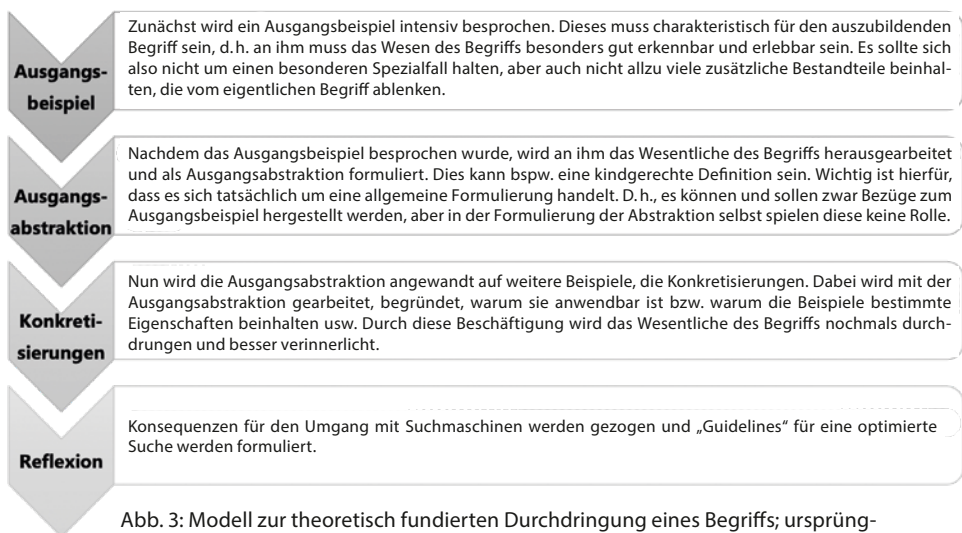 Zunächst wird ein Ausgangsbeispiel intensiv besprochen. Dieses muss charakteristisch für den auszubildenden
Begriff sein, d. h. an ihm muss das Wesen des Begriffs besonders gut erkennbar und erlebbar sein. Es sollte sich
also nicht um einen besonderen Spezialfall halten, aber auch nicht allzu viele zusätzliche Bestandteile beinhal-
ten, die vom eigentlichen Begriff ablenken.
Ausgangs-
beispiel
Nachdem das Ausgangsbeispiel besprochen wurde, wird an ihm das Wesentliche des Begriffs herausgearbeitet
und als Ausgangsabstraktion formuliert. Dies kann bspw. eine kindgerechte Definition sein. Wichtig ist hierfür,
dass es sich tatsächlich um eine allgemeine Formulierung handelt. D. h., es können und sollen zwar Bezüge zum
Ausgangsbeispiel hergestellt werden, aber in der Formulierung der Abstraktion selbst spielen diese keine Rolle.
Ausgangs-
abstraktion
Nun wird die Ausgangsabstraktion angewandt auf weitere Beispiele, die Konkretisierungen. Dabei wird mit der
Ausgangsabstraktion gearbeitet, begründet, warum sie anwendbar ist bzw. warum die Beispiele bestimmte
Eigenschaften beinhalten usw. Durch diese Beschäftigung wird das Wesentliche des Begriffs nochmals durch-
drungen und besser verinnerlicht.
Konkreti-
sierungen
Konsequenzen für den Umgang mit Suchmaschinen werden gezogen und „Guidelines“ für eine optimierte
Suche werden formuliert.
Reflexion
Abb. 3: Modell zur theoretisch fundierten Durchdringung eines Begriffs; ursprüng-